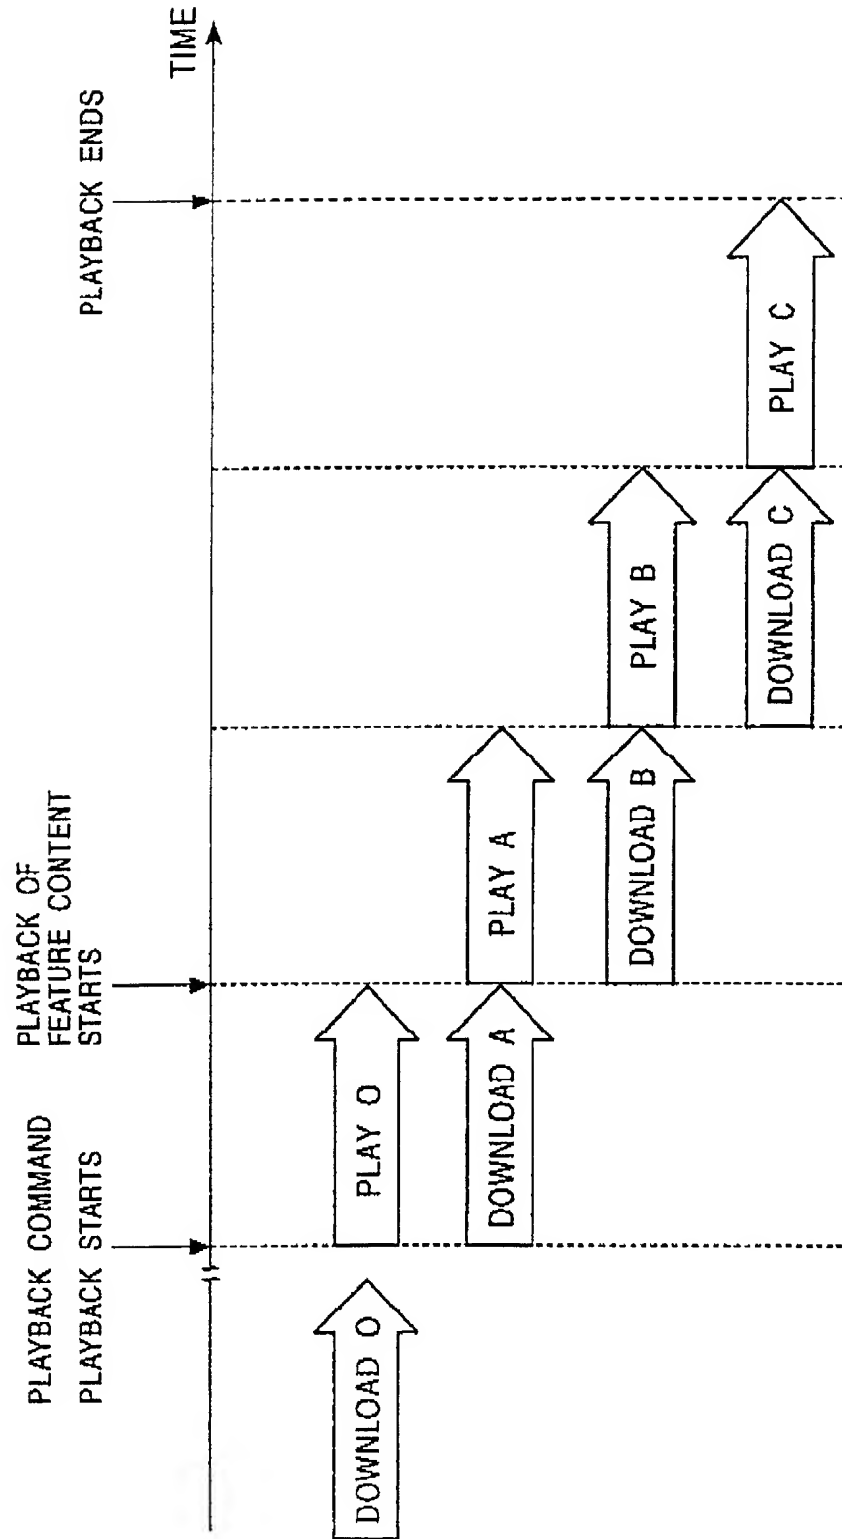 PLAYBACK COMMAND
PLAYBACK STARTS
PLAYBACK OF
FEATURE CONTENT
STARTS
PLAYBACK ENDS
TIME
DOWNLOAD O
PLAY O
DOWNLOAD A
PLAY A
DOWNLOAD B
PLAY B
DOWNLOAD C
PLAY C